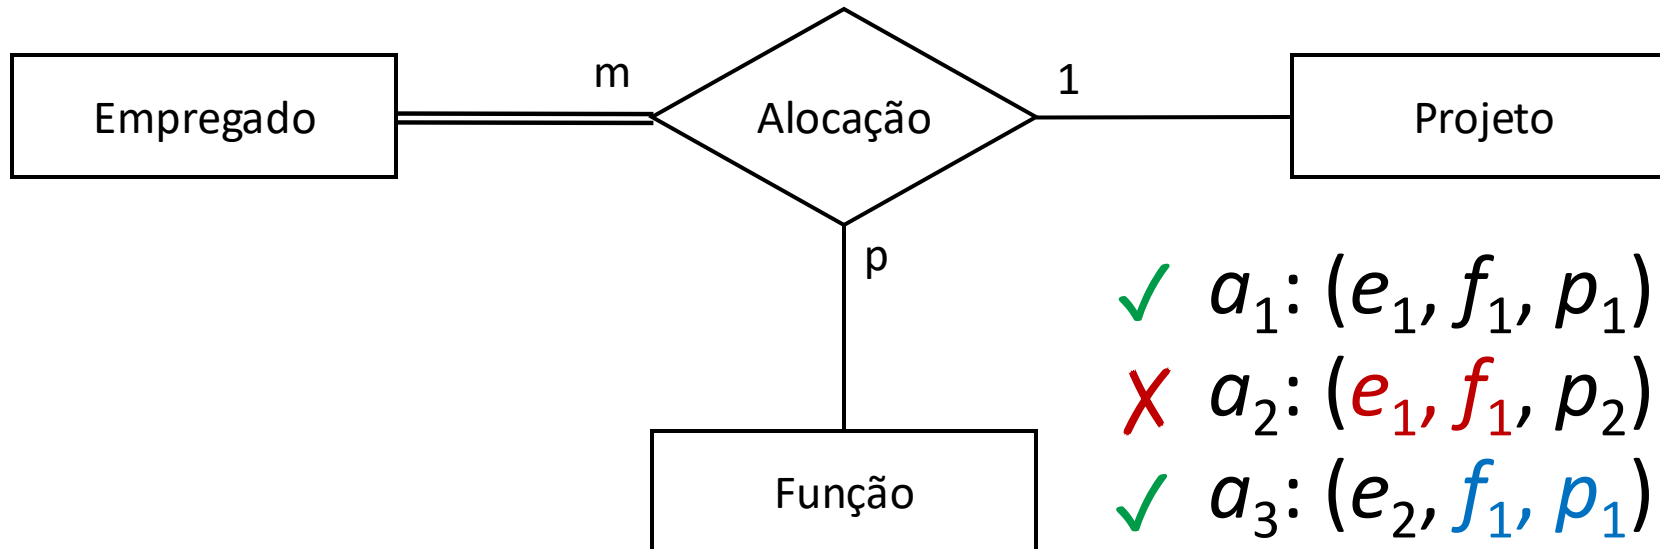 m
1
Empregado
Alocação
Projeto
p
✓ a₁: (e₁, f₁, p₁)
✗ a₂: (e₁, f₁, p₂)
Função
✓ a₃: (e₂, f₁, p₁)